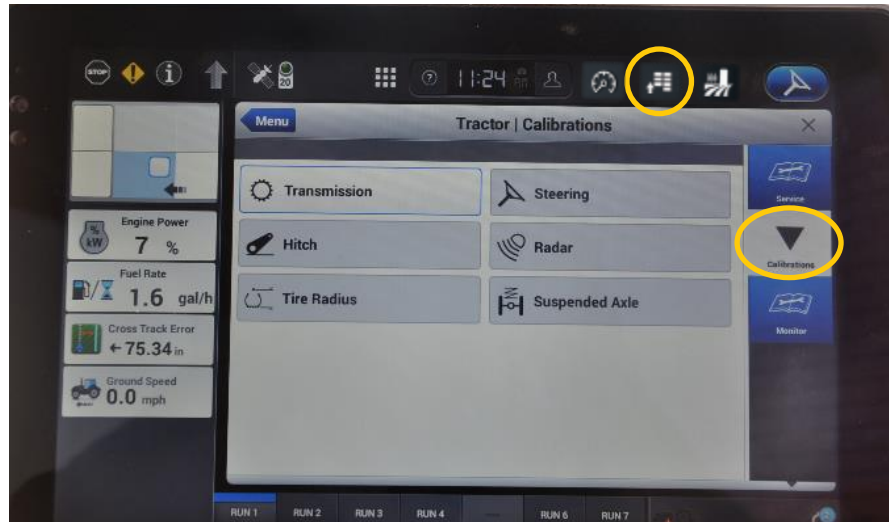 STOP
20
11:24 AM
Menu
Tractor | Calibrations
Transmission
Steering
Service
Engine Power
% kW
7 %
Hitch
Radar
Calibrations
Fuel Rate
1.6 gal/h
Tire Radius
Suspended Axle
Monitor
Cross Track Error
←75.34 in
Ground Speed
0.0 mph
RUN 1
RUN 2
RUN 3
RUN 4
RUN 6
RUN 7